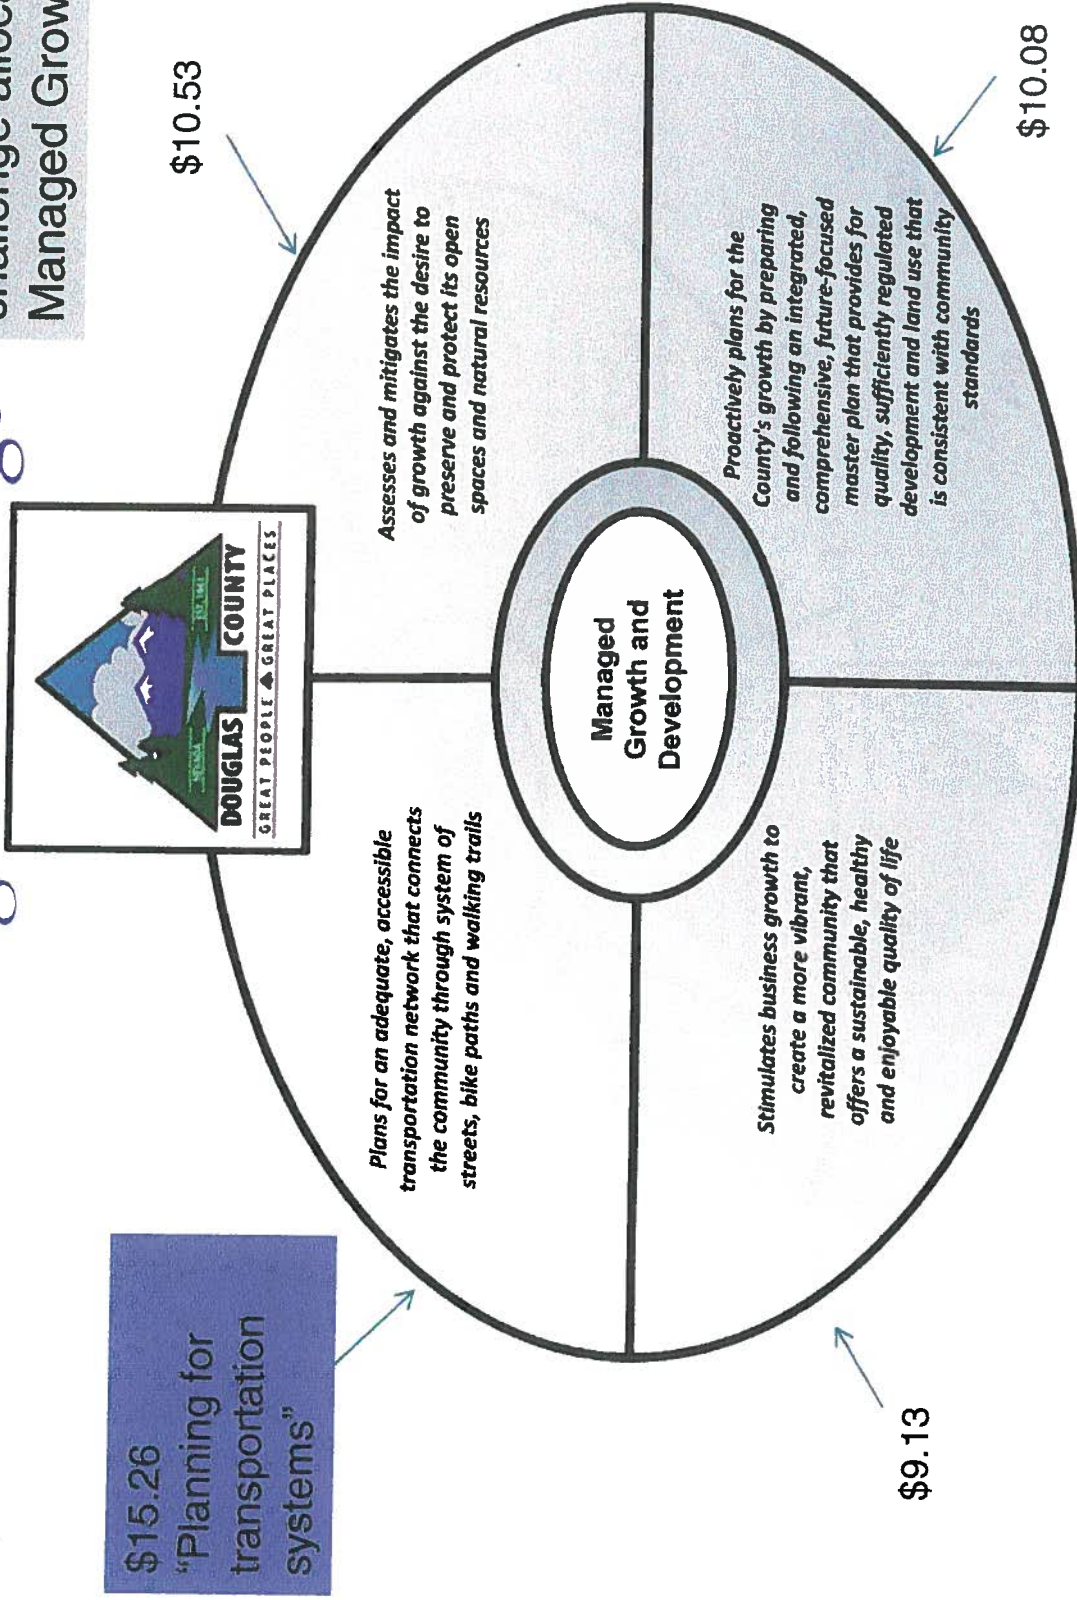 Managed Grow
$10.53
NEVADA
EST. 1861
DOUGLAS COUNTY
GREAT PEOPLE GREAT PLACES
$15.26
"Planning for
transportation
systems"
Plans for an adequate, accessible
transportation network that connects
the community through system of
streets, bike paths and walking trails
Assesses and mitigates the impact
of growth against the desire to
preserve and protect its open
spaces and natural resources
Managed
Growth and
Development
Stimulates business growth to
create a more vibrant,
revitalized community that
offers a sustainable, healthy
and enjoyable quality of life
Proactively plans for the
County's growth by preparing
and following an integrated,
comprehensive, future-focused
master plan that provides for
quality, sufficiently regulated
development and land use that
is consistent with community
standards
$9.13
$10.08